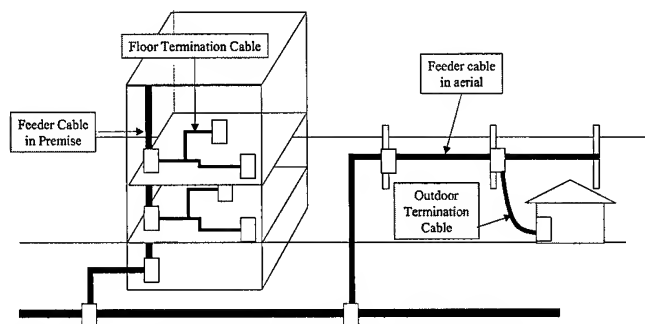 Floor Termination Cable
Feeder cable
in aerial
Feeder Cable
in Premise
Outdoor
Termination
Cable